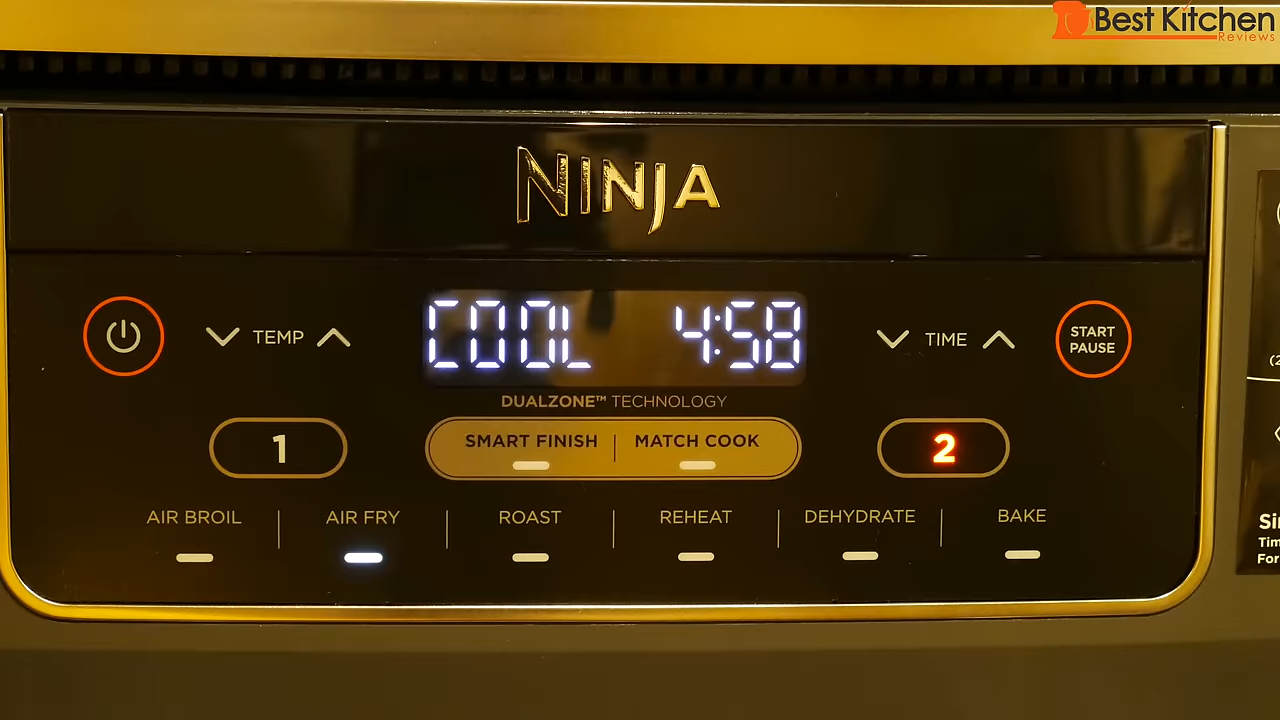 Best Kitchen
Reviews
NINJA
TEMP
COOL 4:58
TIME
START
PAUSE
DUALZONE™ TECHNOLOGY
1
SMART FINISH | MATCH COOK
2
AIR BROIL | AIR FRY | ROAST | REHEAT | DEHYDRATE | BAKE
For